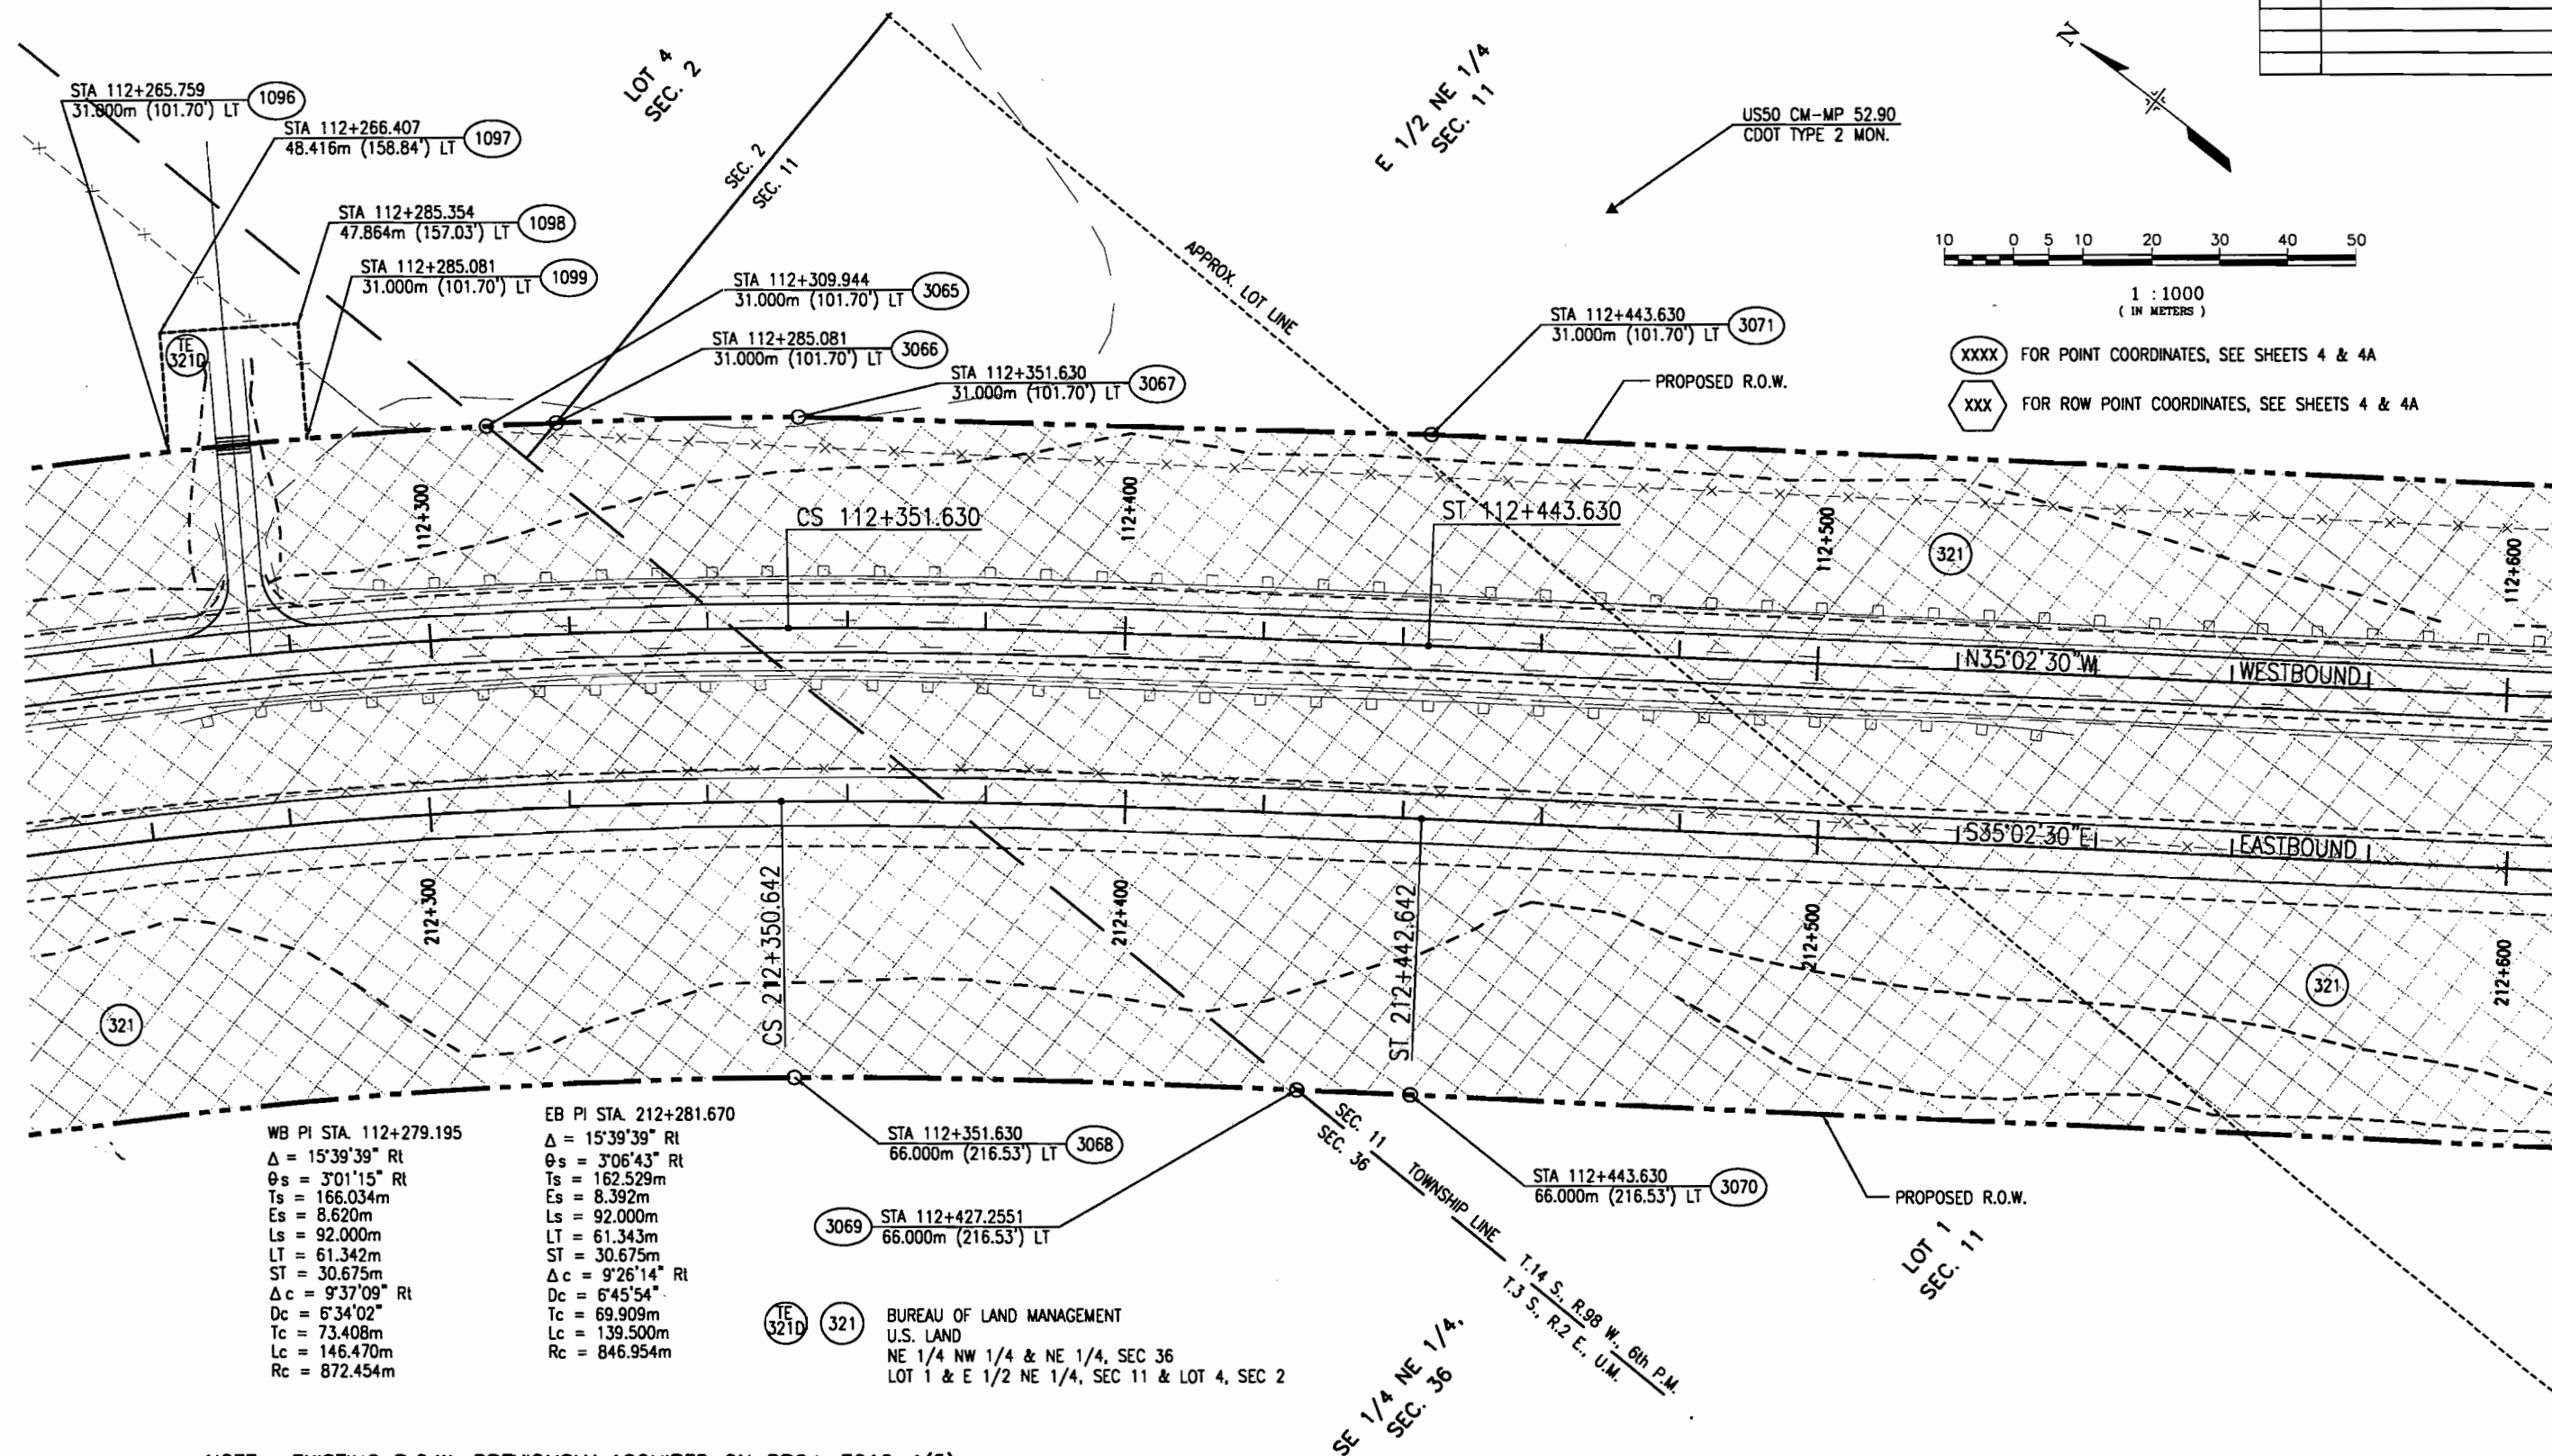 STA 112+265.759
31.000m (101.70') LT
1096
STA 112+266.407
48.416m (158.84') LT
1097
STA 112+285.354
47.864m (157.03') LT
1098
STA 112+285.081
31.000m (101.70') LT
1099
TE
321D
LOT 4
SEC. 2
SEC. 2
SEC. 11
E 1/2 NE 1/4
SEC. 11
APPROX. LOT LINE
US50 CM-MP 52.90
CDOT TYPE 2 MON.
N
10 0 5 10 20 30 40 50
1 : 1000
( IN METERS )
XXXX FOR POINT COORDINATES, SEE SHEETS 4 & 4A
XXX FOR ROW POINT COORDINATES, SEE SHEETS 4 & 4A
STA 112+309.944
31.000m (101.70') LT
3065
STA 112+285.081
31.000m (101.70') LT
3066
STA 112+351.630
31.000m (101.70') LT
3067
STA 112+443.630
31.000m (101.70') LT
3071
PROPOSED R.O.W.
112+300
CS 112+351.630
112+400
ST 112+443.630
112+500
321
112+600
N35°02'30"W
WESTBOUND
S35°02'30"E
EASTBOUND
212+300
CS 212+350.642
212+400
ST 212+442.642
212+500
212+600
321
321
WB PI STA. 112+279.195
Δ = 15°39'39" Rt
θs = 3°01'15" Rt
Ts = 166.034m
Es = 8.620m
Ls = 92.000m
LT = 61.342m
ST = 30.675m
Δc = 9°37'09" Rt
Dc = 6°34'02"
Tc = 73.408m
Lc = 146.470m
Rc = 872.454m
EB PI STA. 212+281.670
Δ = 15°39'39" Rt
θs = 3°06'43" Rt
Ts = 162.529m
Es = 8.392m
Ls = 92.000m
LT = 61.343m
ST = 30.675m
Δc = 9°26'14" Rt
Dc = 6°45'54"
Tc = 69.909m
Lc = 139.500m
Rc = 846.954m
STA 112+351.630
66.000m (216.53') LT
3068
3069
STA 112+427.2551
66.000m (216.53') LT
STA 112+443.630
66.000m (216.53') LT
3070
PROPOSED R.O.W.
SEC. 11
SEC. 36
TOWNSHIP LINE
T.14 S., R.98 W., 6th P.M.
T.3 S., R.2 E., U.M.
LOT 1
SEC. 11
SE 1/4 NE 1/4,
SEC. 36
TE
321D
321
BUREAU OF LAND MANAGEMENT
U.S. LAND
NE 1/4 NW 1/4 & NE 1/4, SEC 36
LOT 1 & E 1/2 NE 1/4, SEC 11 & LOT 4, SEC 2